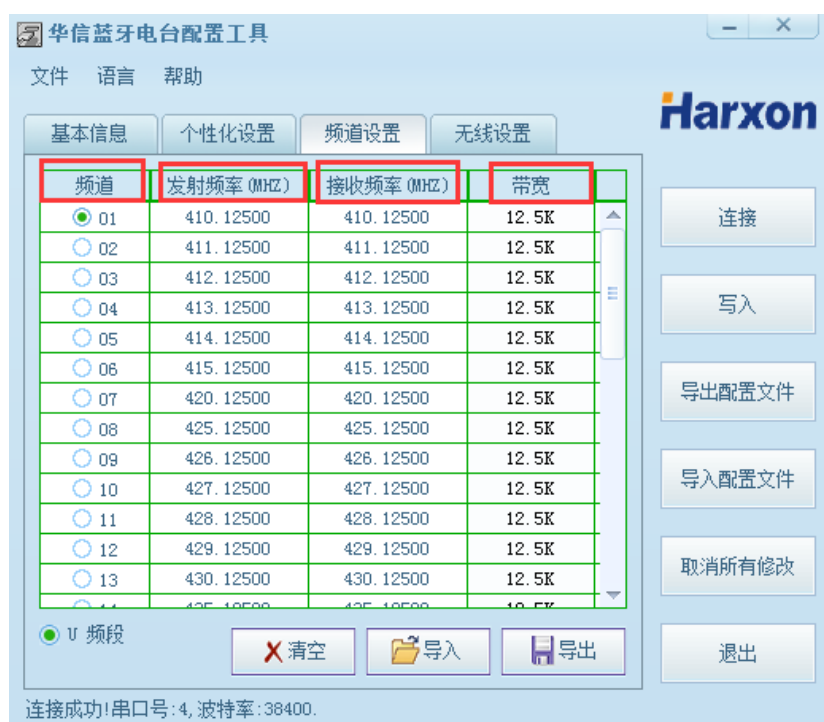 华信蓝牙电台配置工具
文件 语言 帮助
Harxon
基本信息 个性化设置 频道设置 无线设置
频道 发射频率(MHZ) 接收频率(MHZ) 带宽
01 410.12500 410.12500 12.5K
02 411.12500 411.12500 12.5K
03 412.12500 412.12500 12.5K
04 413.12500 413.12500 12.5K
05 414.12500 414.12500 12.5K
06 415.12500 415.12500 12.5K
07 420.12500 420.12500 12.5K
08 425.12500 425.12500 12.5K
09 426.12500 426.12500 12.5K
10 427.12500 427.12500 12.5K
11 428.12500 428.12500 12.5K
12 429.12500 429.12500 12.5K
13 430.12500 430.12500 12.5K
连接
写入
导出配置文件
导入配置文件
取消所有修改
退出
U 频段
清空 导入 导出
连接成功!串口号:4,波特率:38400.